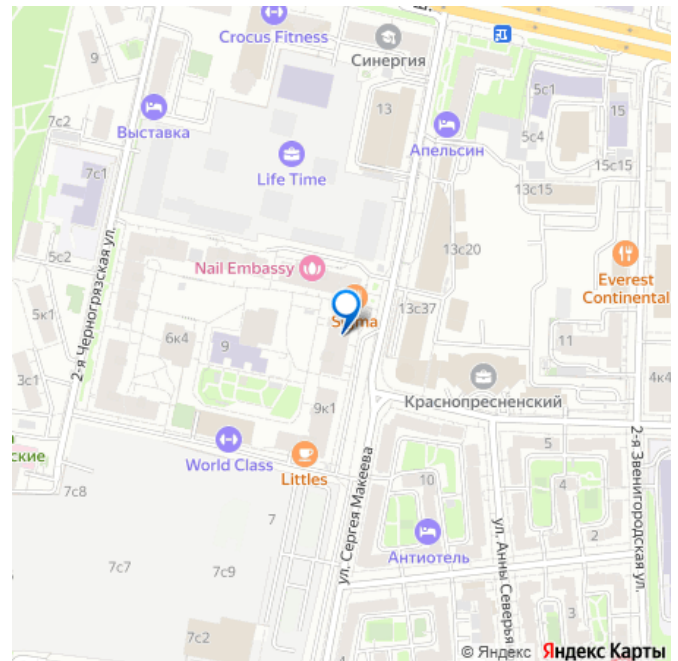 Crocus Fitness
Синергия
9
5с1
7с2
13
15
Выставка
Апельсин
5с4
7с1
Life Time
15с15
13с15
2-я Черногрязская ул.
5с2
13с20
Nail Embassy
Everest
Continental
5к1
13с37
6к4
9
11
3с1
Краснопресненский
4к4
9к1
5
ские
World Class
Littles
2-я Звенигородская ул.
7с8
ул. Сергея Макеева
10
4
7
ул. Анны Северья
Антиотель
2
7с7
7с9
3
7с2
© Яндекс Яндекс Карты